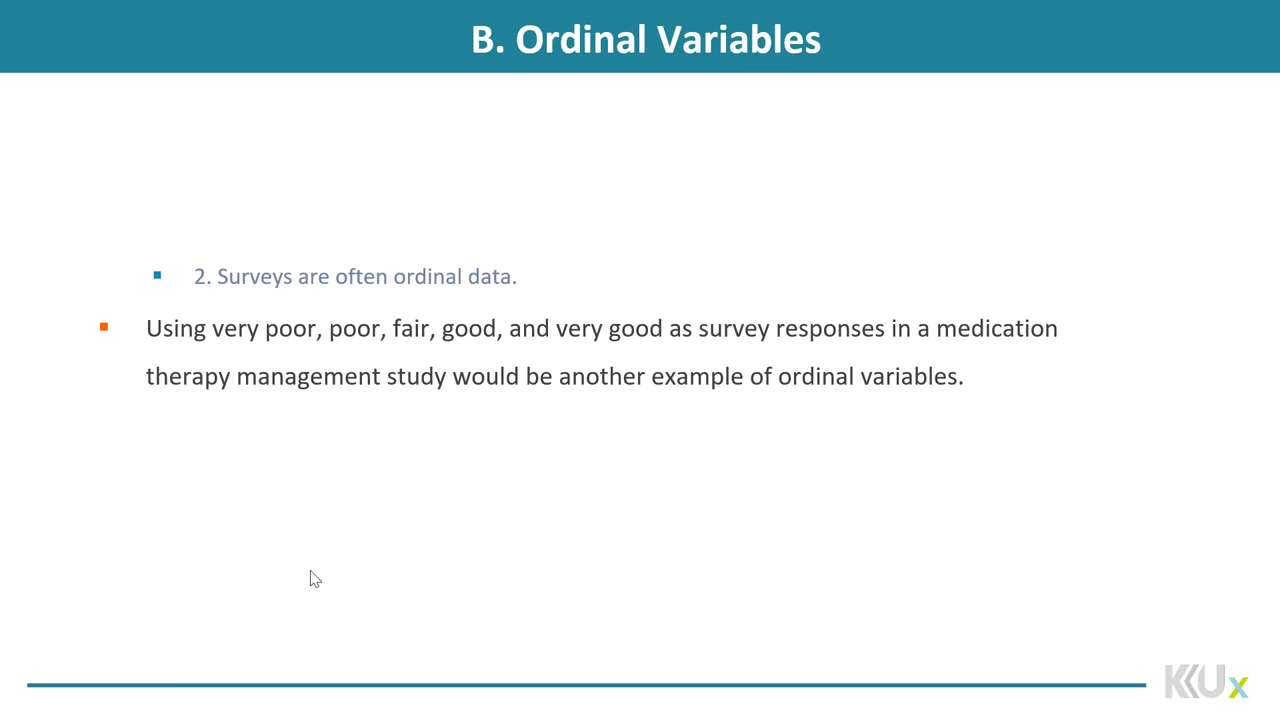 B. Ordinal Variables
2. Surveys are often ordinal data.
Using very poor, poor, fair, good, and very good as survey responses in a medication
therapy management study would be another example of ordinal variables.
KKUx